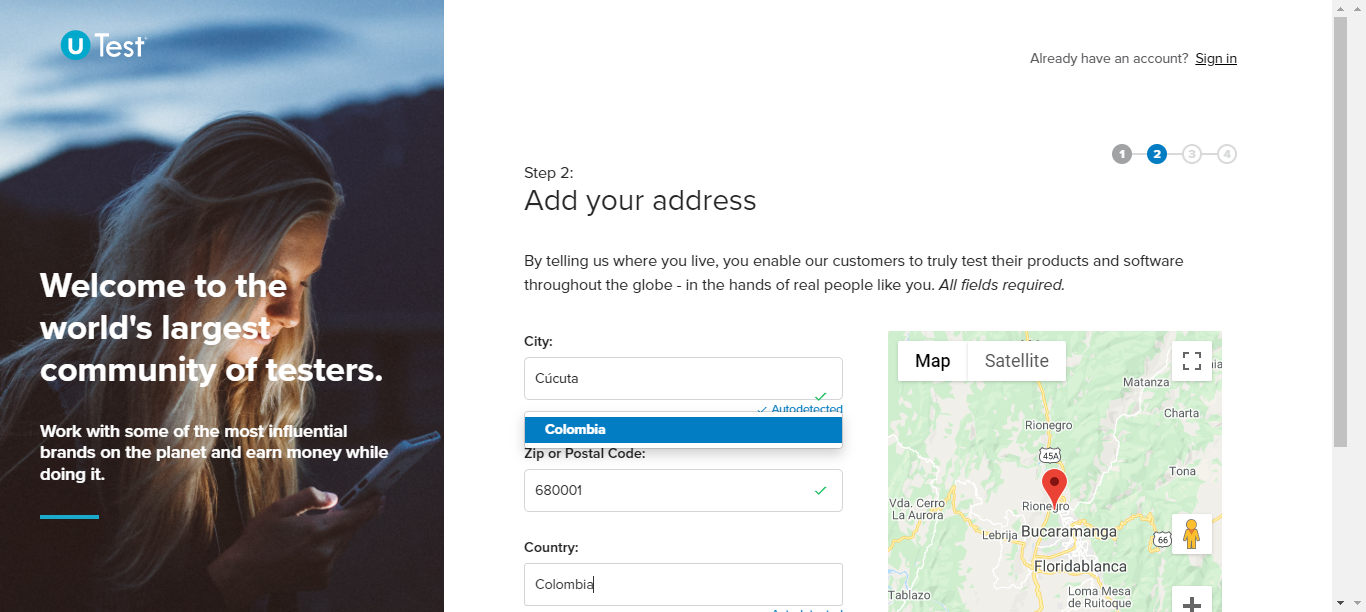 U Test
Already have an account? Sign in
1 2 3 4
Step 2:
Add your address
By telling us where you live, you enable our customers to truly test their products and software
throughout the globe - in the hands of real people like you. All fields required.
Welcome to the
world's largest
community of testers.
Work with some of the most influential
brands on the planet and earn money while
doing it.
City:
Cúcuta
Autodetected
Colombia
Zip or Postal Code:
680001
Country:
Colombia
Map Satellite
Matanza
Charta
Rionegro
45A
Tona
Vda. Cerro
La Aurora
Rionegro
Bucaramanga
Lebrija
66
Floridablanca
Tablazo
Loma Mesa
de Ruitoque